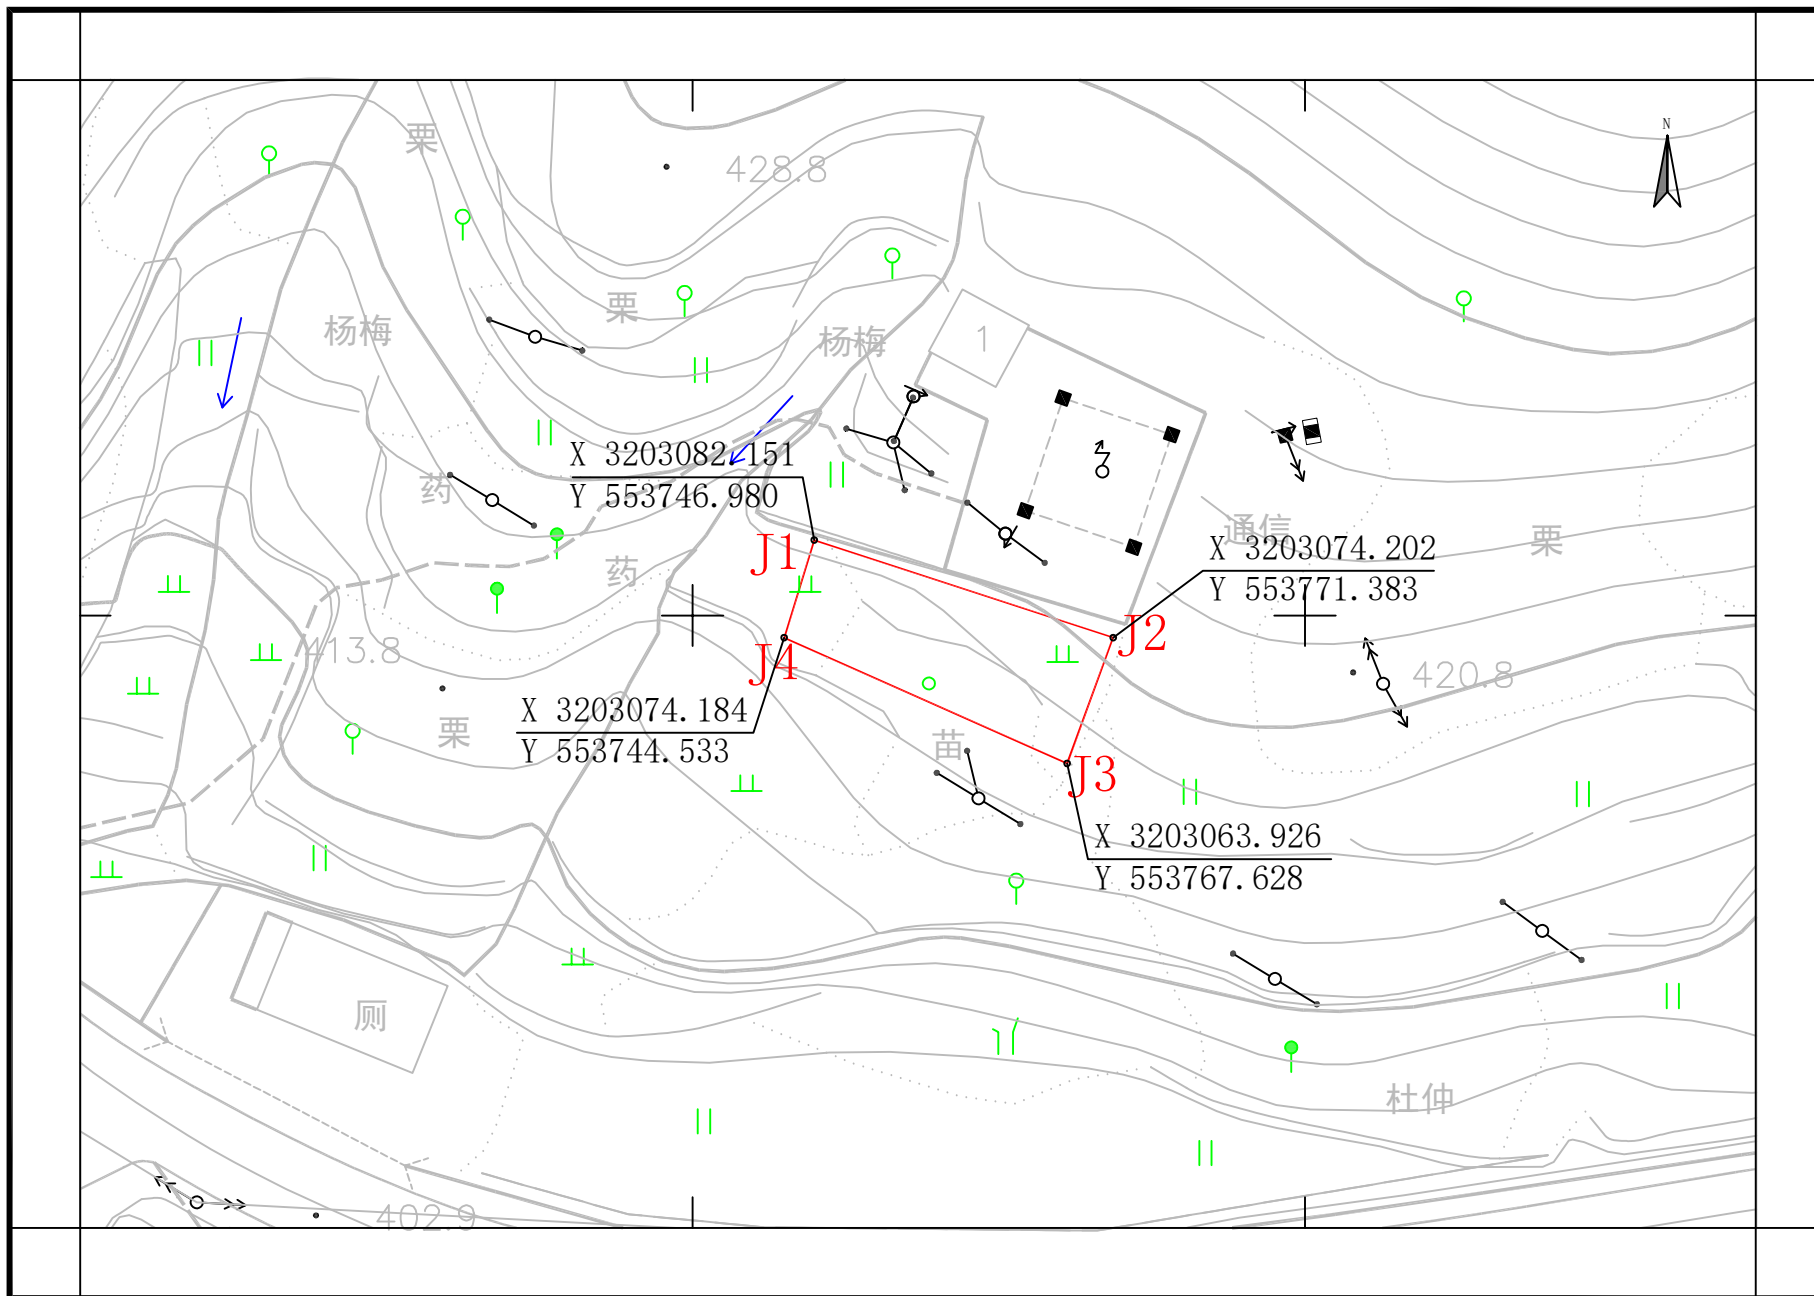 N
栗
428.8
栗
杨梅
杨梅
1
X 3203082.151
Y 553746.980
药
通信
栗
J1
X 3203074.202
Y 553771.383
药
J2
413.8
J4
420.8
X 3203074.184
Y 553744.533
栗
苗
J3
X 3203063.926
Y 553767.628
厕
杜仲
402.9